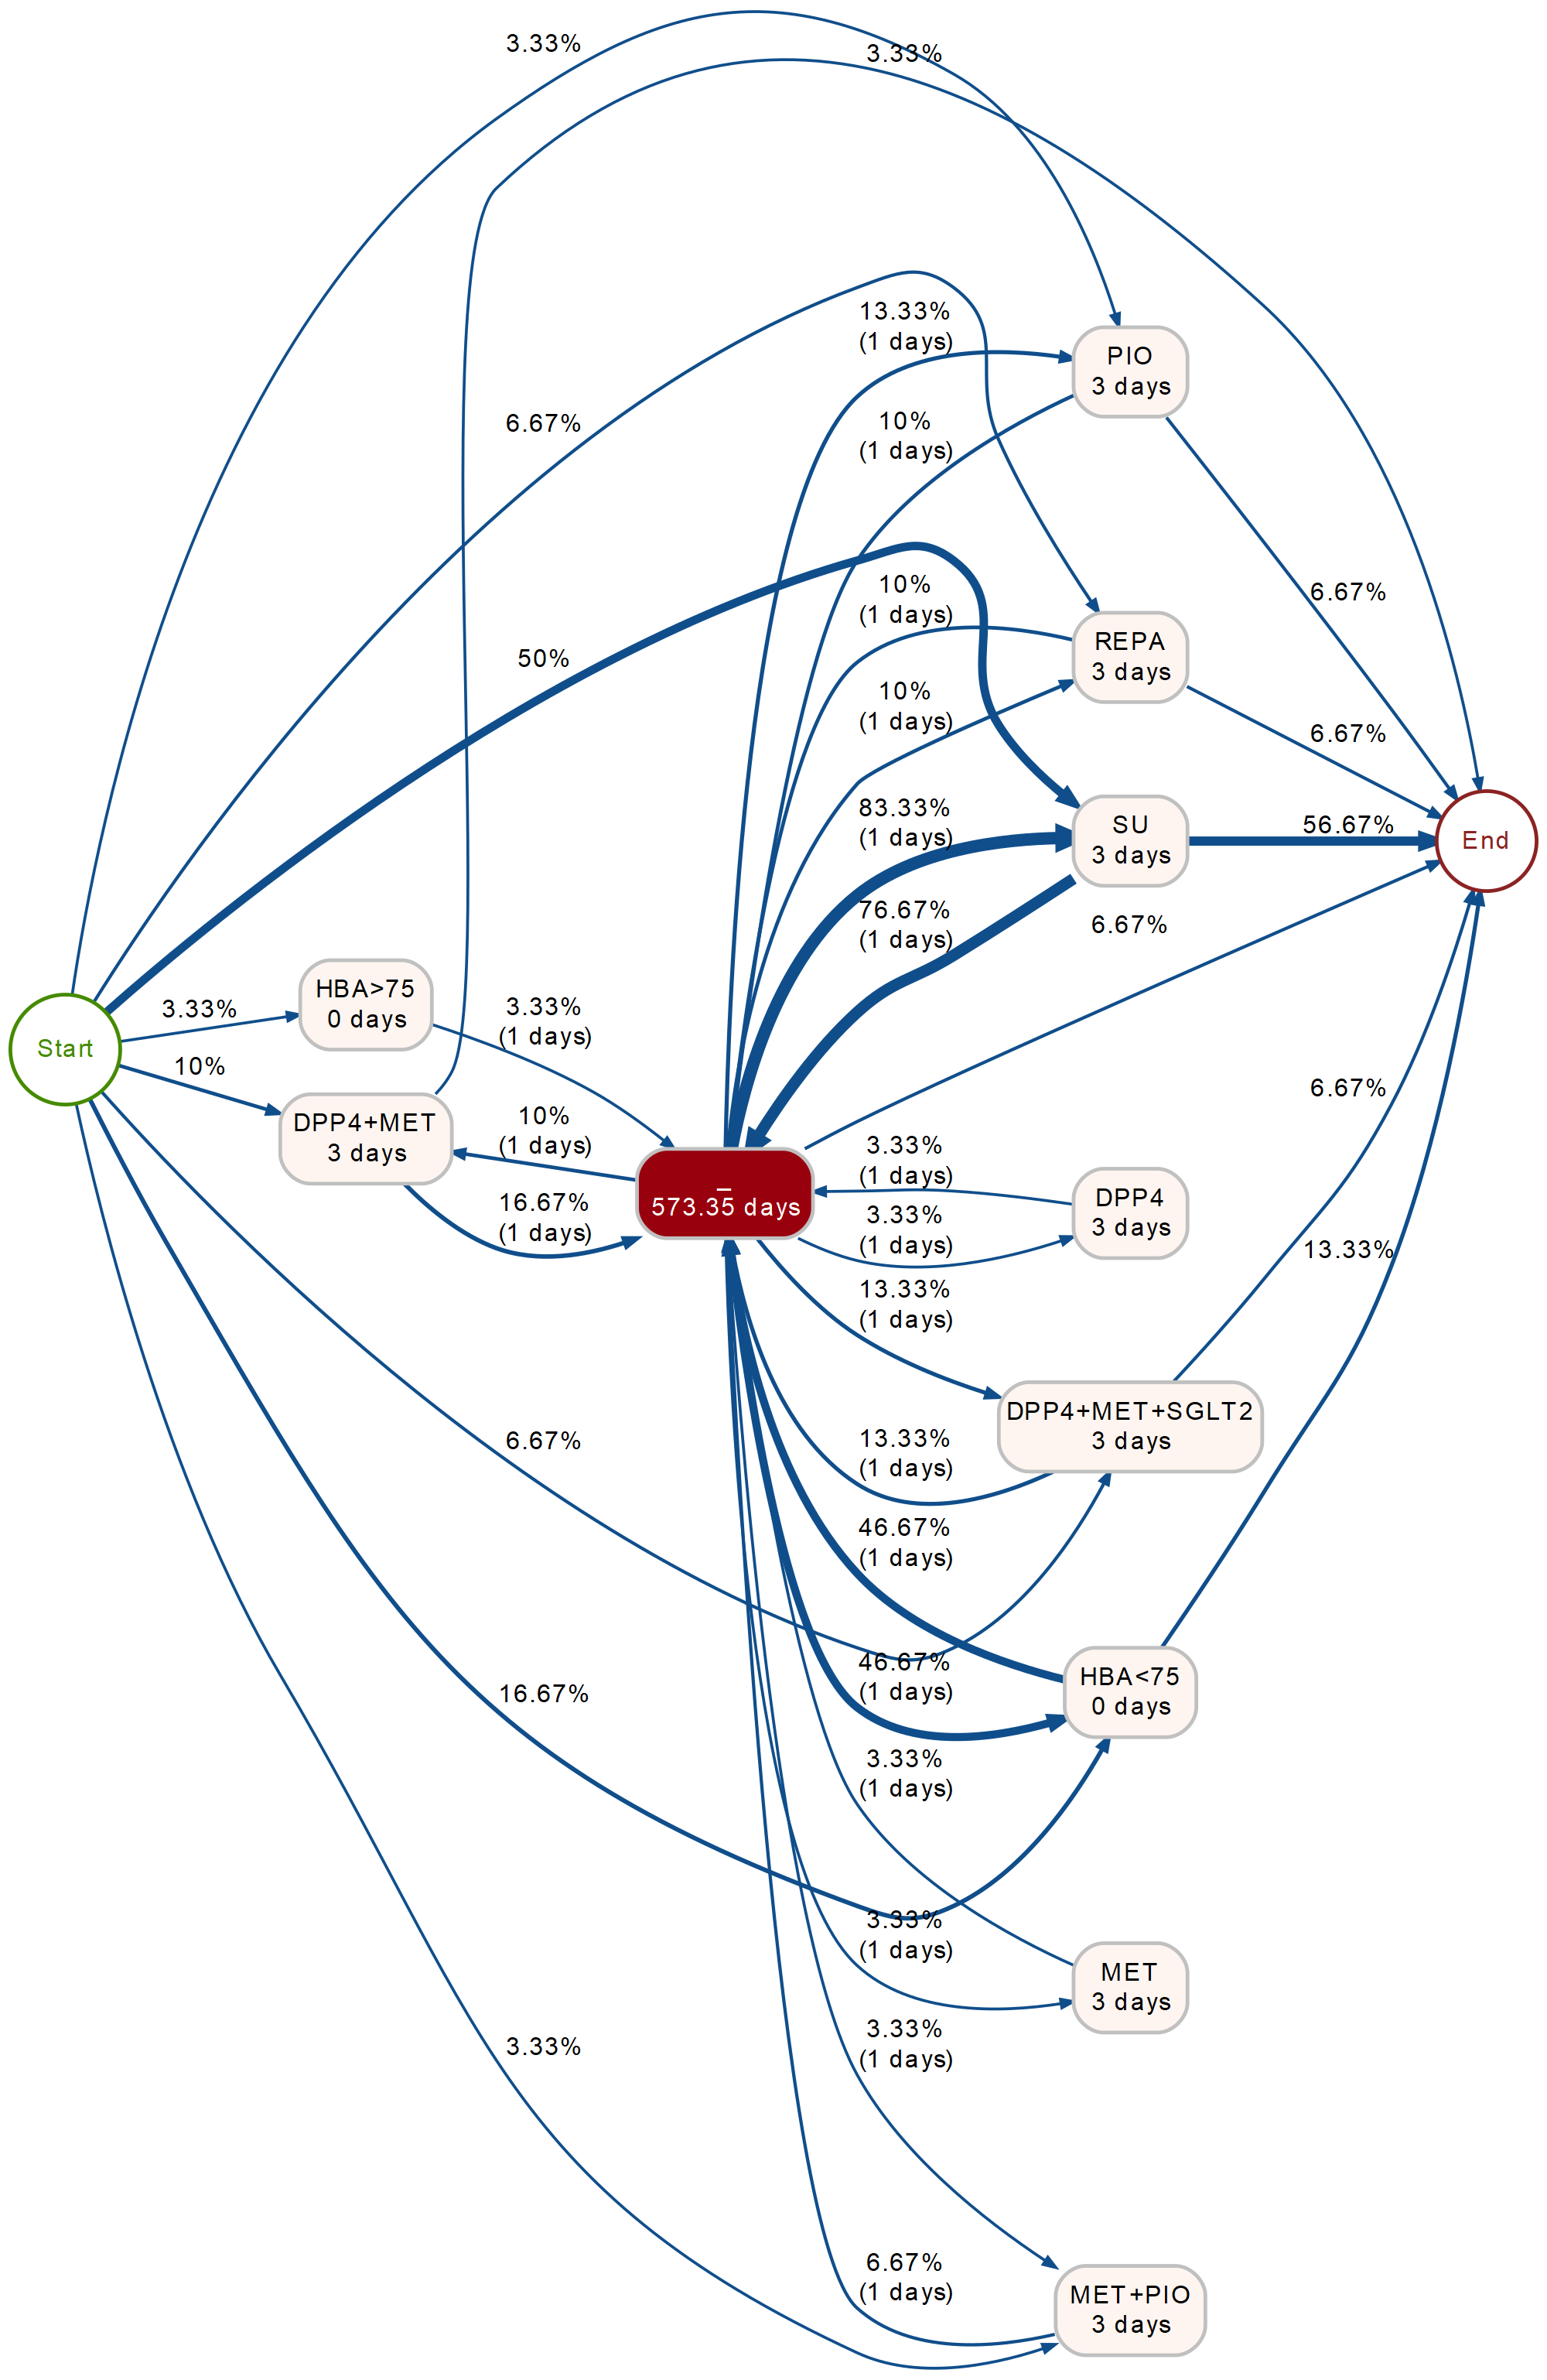 3.33%
3.33%
13.33%
(1 days)
PIO
3 days
6.67%
10%
(1 days)
10%
(1 days)
6.67%
REPA
3 days
50%
10%
(1 days)
6.67%
83.33%
(1 days)
SU
3 days
56.67%
End
76.67%
(1 days)
6.67%
HBA>75
0 days
3.33%
3.33%
(1 days)
Start
10%
DPP4+MET
3 days
10%
(1 days)
6.67%
3.33%
(1 days)
_
573.35 days
DPP4
3 days
16.67%
(1 days)
3.33%
(1 days)
13.33%
13.33%
(1 days)
DPP4+MET+SGLT2
3 days
6.67%
13.33%
(1 days)
46.67%
(1 days)
46.67%
(1 days)
HBA<75
0 days
16.67%
3.33%
(1 days)
3.33%
(1 days)
MET
3 days
3.33%
3.33%
(1 days)
6.67%
(1 days)
MET+PIO
3 days